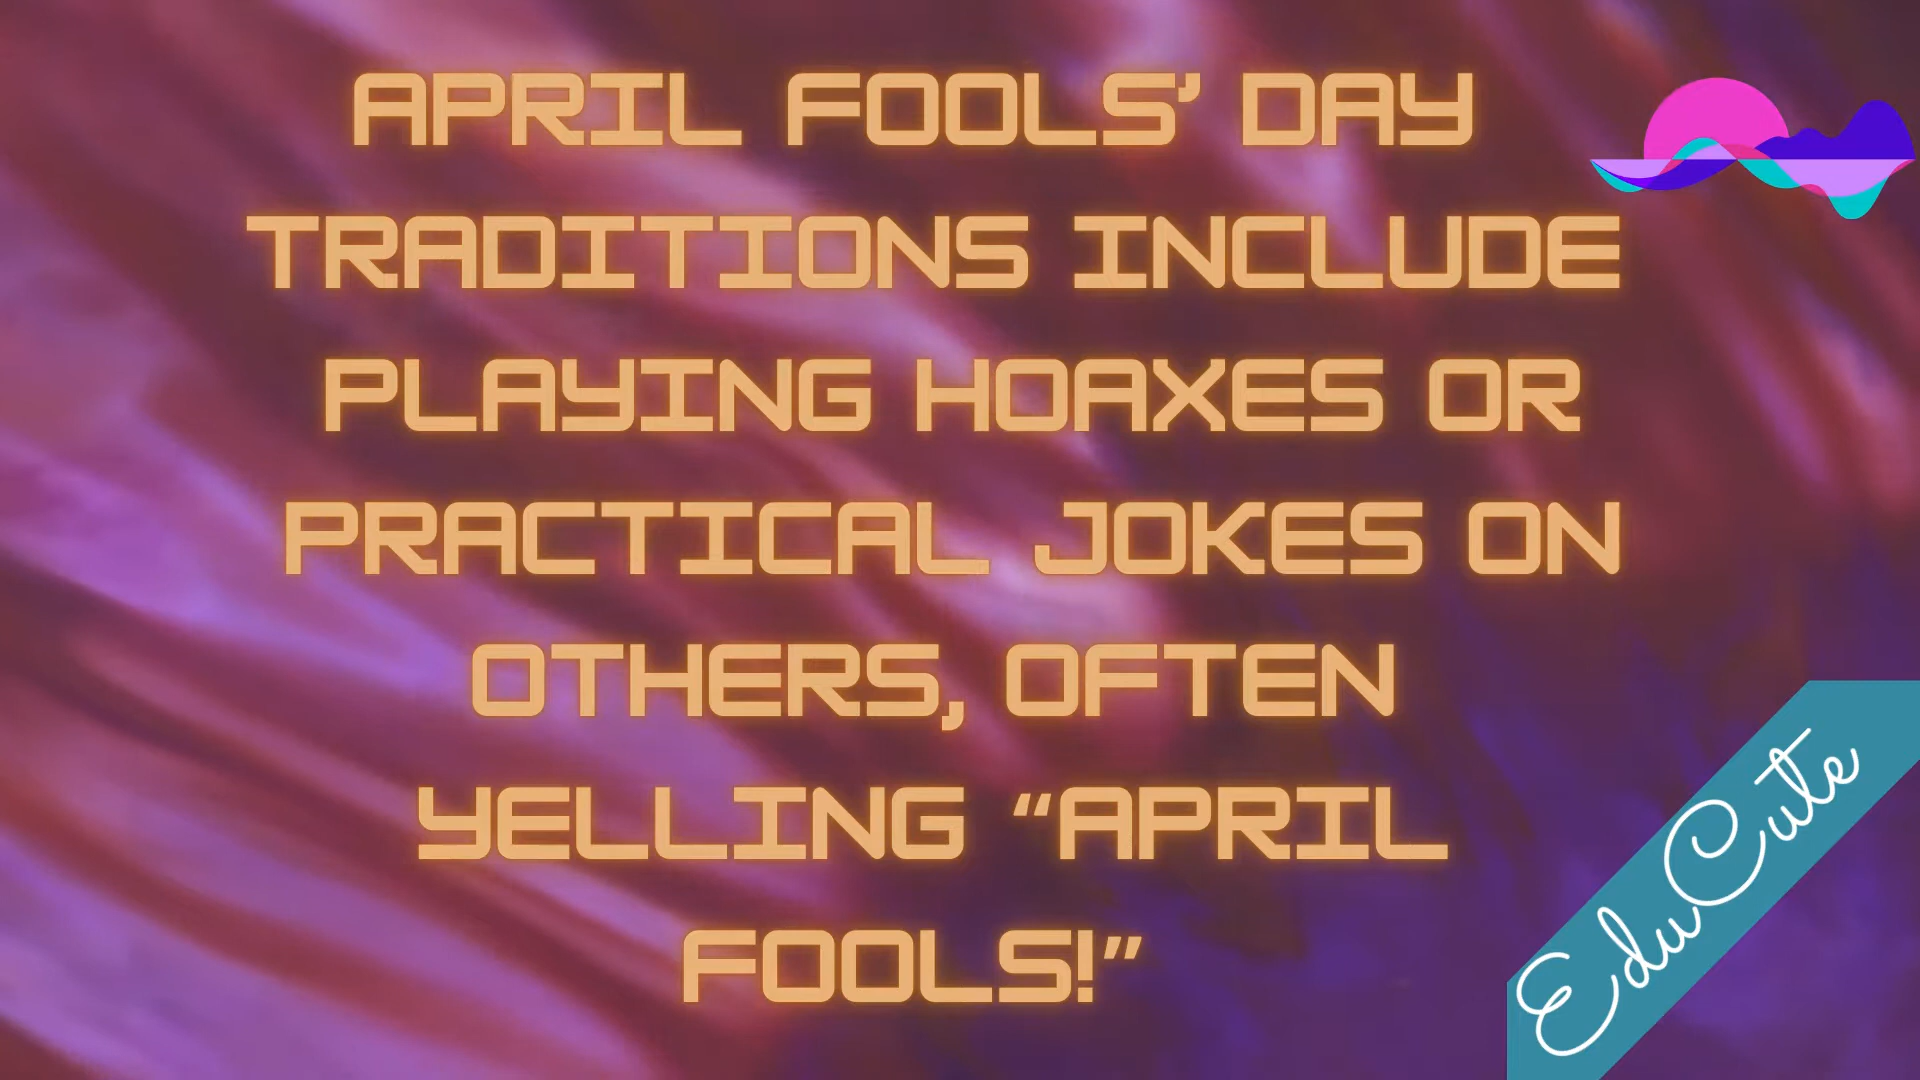 APRIL FOOLS’ DAY
TRADITIONS INCLUDE
PLAYING HOAXES OR
PRACTICAL JOKES ON
OTHERS, OFTEN
YELLING “APRIL
FOOLS!”
EduCute